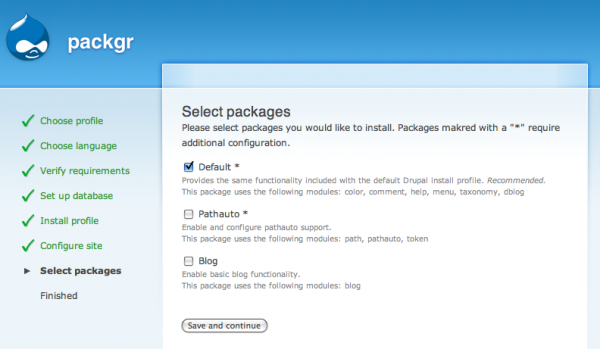 packgr
Choose profile
Choose language
Verify requirements
Set up database
Install profile
Configure site
Select packages
Finished
Select packages
Please select packages you would like to install. Packages makred with a "*" require
additional configuration.
Default *
Provides the same functionality included with the default Drupal install profile. Recommended.
This package uses the following modules: color, comment, help, menu, taxonomy, dblog
Pathauto *
Enable and configure pathauto support.
This package uses the following modules: path, pathauto, token
Blog
Enable basic blog functionality.
This package uses the following modules: blog
Save and continue